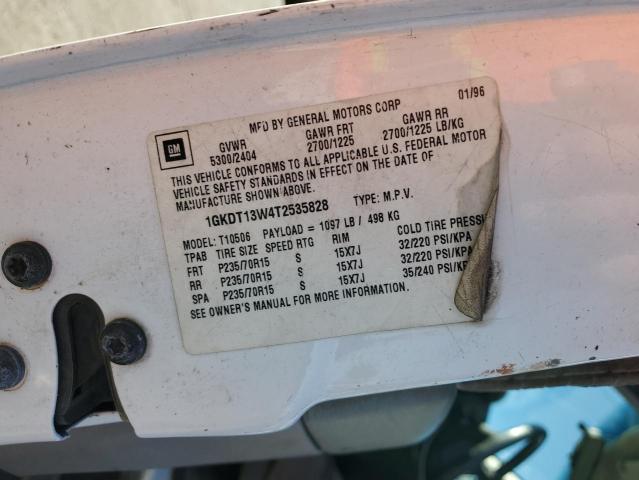 MFD BY GENERAL MOTORS CORP 01/96
GM
GVWR GAWR FRT GAWR RR
5300/2404 2700/1225 2700/1225 LB/KG
THIS VEHICLE CONFORMS TO ALL APPLICABLE U.S. FEDERAL MOTOR
VEHICLE SAFETY STANDARDS IN EFFECT ON THE DATE OF
MANUFACTURE SHOWN ABOVE.
1GKDT13W4T2535828 TYPE: M.P.V.
MODEL: T10506 PAYLOAD = 1097 LB / 498 KG
TPAB TIRE SIZE SPEED RTG RIM COLD TIRE
FRT P235/70R15 S 15X7J 32/220 PSI/KPA
RR P235/70R15 S 15X7J 32/220 PSI/KPA
SPA P235/70R15 S 15X7J 35/240 PSI/
SEE OWNER'S MANUAL FOR MORE INFORMATION.